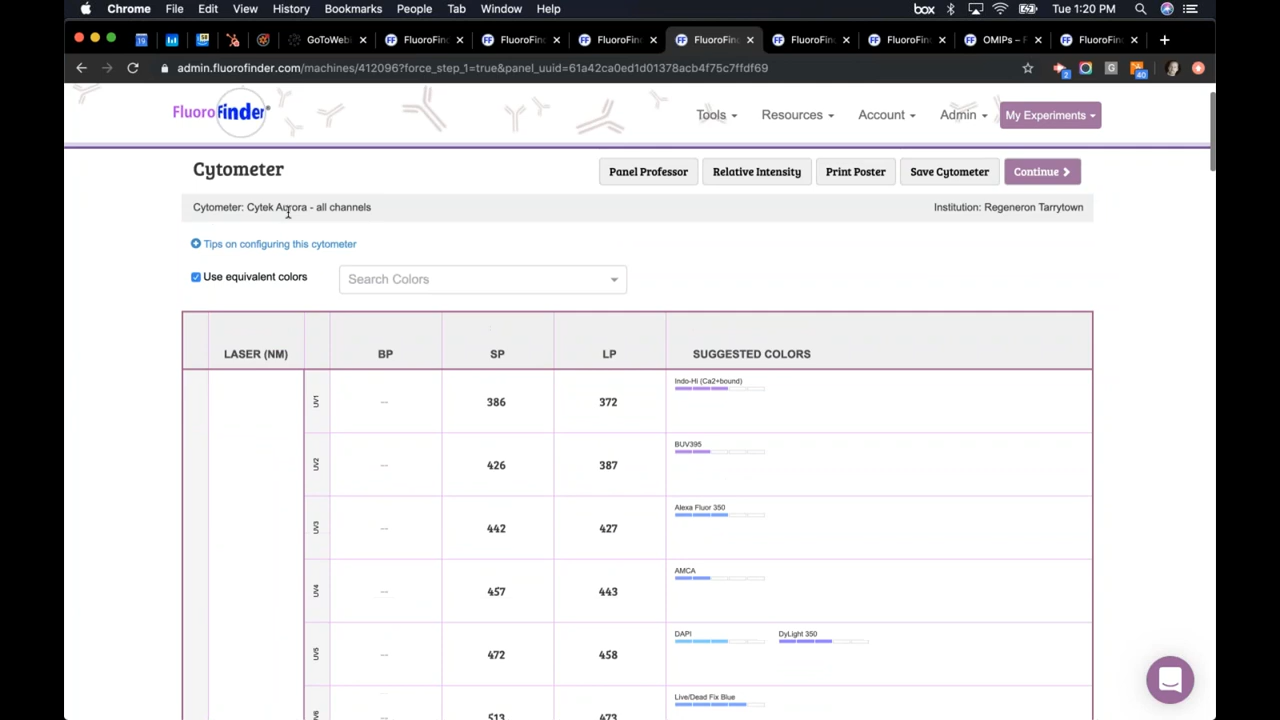 Chrome File Edit View History Bookmarks People Tab Window Help box Tue 1:20 PM
19 GoToWeb FluoroFin FluoroFin FluoroFin FluoroFin FluoroFin FluoroFin OMIPs – F FluoroFin
admin.fluorofinder.com/machines/412096?force_step_1=true&panel_uuid=61a42ca0ed1d01378acb4f75c7ffdf69 2 G 40
FluoroFinder® Tools Resources Account Admin My Experiments
Cytometer Panel Professor Relative Intensity Print Poster Save Cytometer Continue
Cytometer: Cytek Aurora - all channels Institution: Regeneron Tarrytown
Tips on configuring this cytometer
Use equivalent colors Search Colors
LASER (NM) BP SP LP SUGGESTED COLORS
UV1 -- 386 372 Indo-Hi (Ca2+bound)
UV2 -- 426 387 BUV395
UV3 -- 442 427 Alexa Fluor 350
UV4 -- 457 443 AMCA
UV5 -- 472 458 DAPI DyLight 350
-- 513 473 Live/Dead Fix Blue